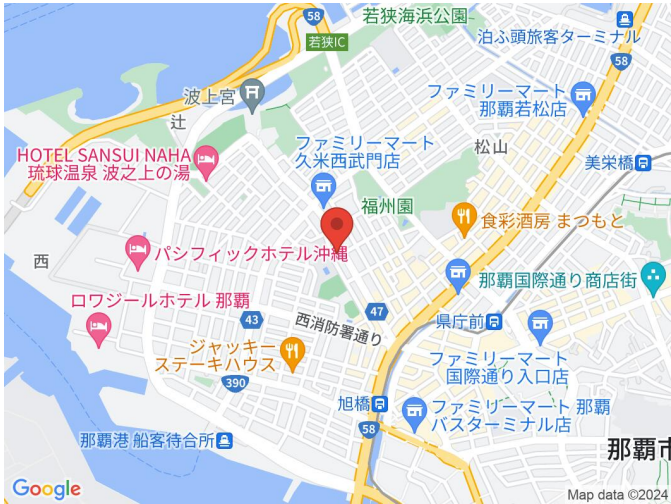 58
若狭海浜公園
泊ふ頭旅客ターミナル
若狭IC
58
390
波上宮
ファミリーマート
那覇若松店
辻
ファミリーマート
久米西武門店
松山
HOTEL SANSUI NAHA
琉球温泉 波之上の湯
美栄橋
福州園
食彩酒房 まつもと
パシフィックホテル沖縄
西
那覇国際通り商店街
ロワジールホテル 那覇
47
43
西消防署通り
県庁前
ジャッキー
ステーキハウス
ファミリーマート
国際通り入口店
390
旭橋
ファミリーマート 那覇
バスターミナル店
58
那覇港 船客待合所
那覇市
Google
Map data ©2024